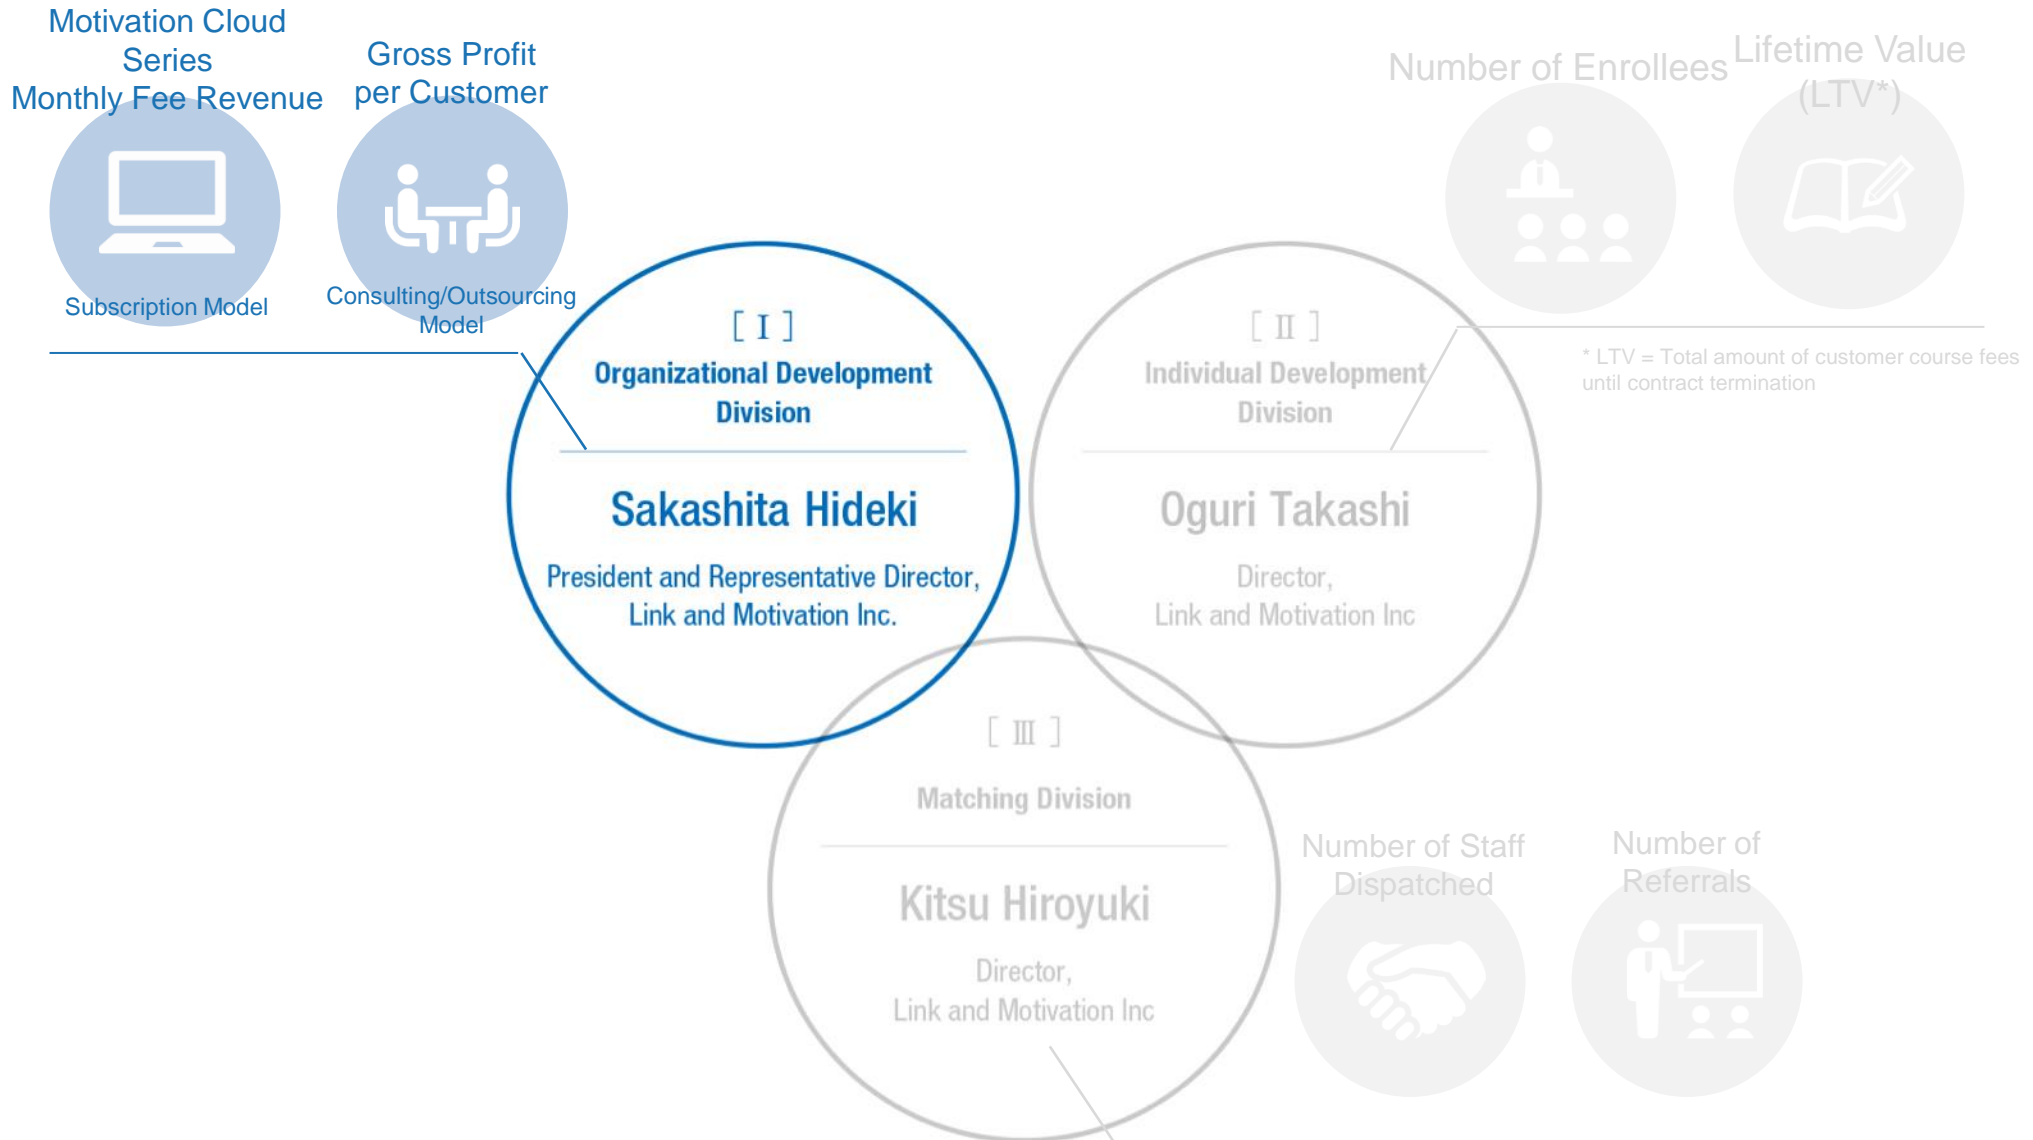 Motivation Cloud
Series
Monthly Fee Revenue
Gross Profit
per Customer
Subscription Model
Consulting/Outsourcing
Model
Number of Enrollees
Lifetime Value
(LTV*)
* LTV = Total amount of customer course fees
until contract termination
[ I ]
Organizational Development
Division
Sakashita Hideki
President and Representative Director,
Link and Motivation Inc.
[ II ]
Individual Development
Division
Oguri Takashi
Director,
Link and Motivation Inc
[ III ]
Matching Division
Kitsu Hiroyuki
Director,
Link and Motivation Inc
Number of Staff
Dispatched
Number of
Referrals